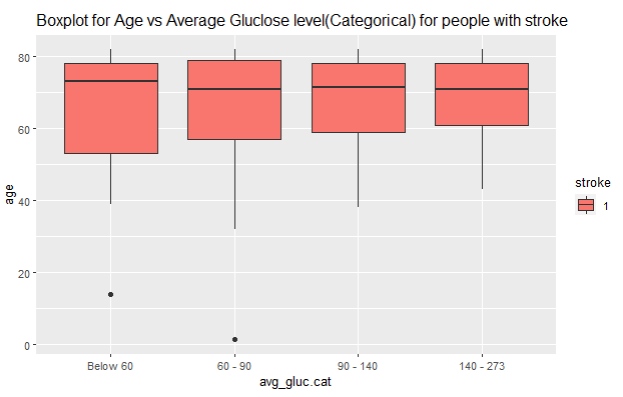 Boxplot for Age vs Average Gluclose level(Categorical) for people with stroke
80
60
40
20
0
age
Below 60
60 - 90
90 - 140
140 - 273
avg_gluc.cat
stroke
1